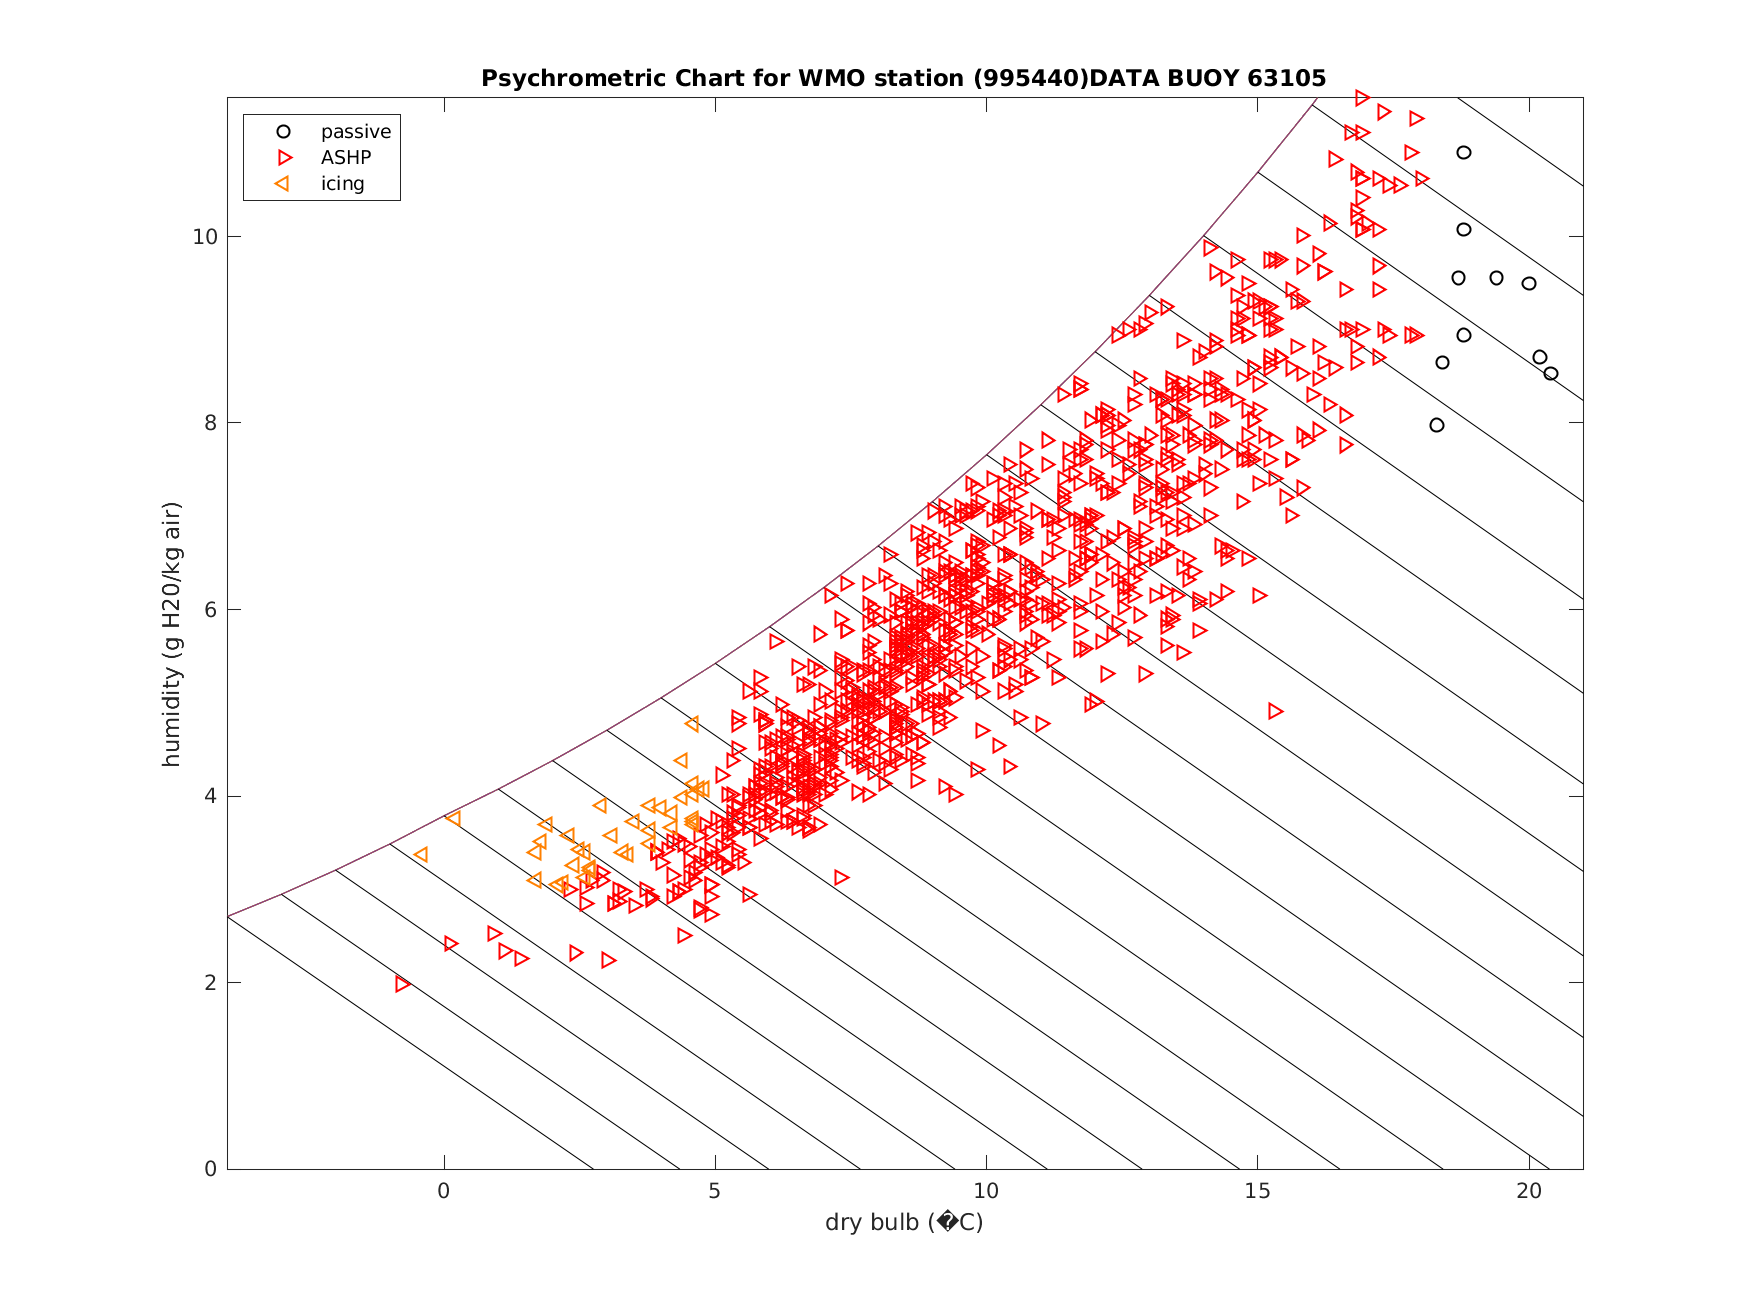 Psychrometric Chart for WMO station (995440)DATA BUOY 63105
passive
ASHP
icing
10
8
6
4
2
0
humidity (g H20/kg air)
0 5 10 15 20
dry bulb (�C)